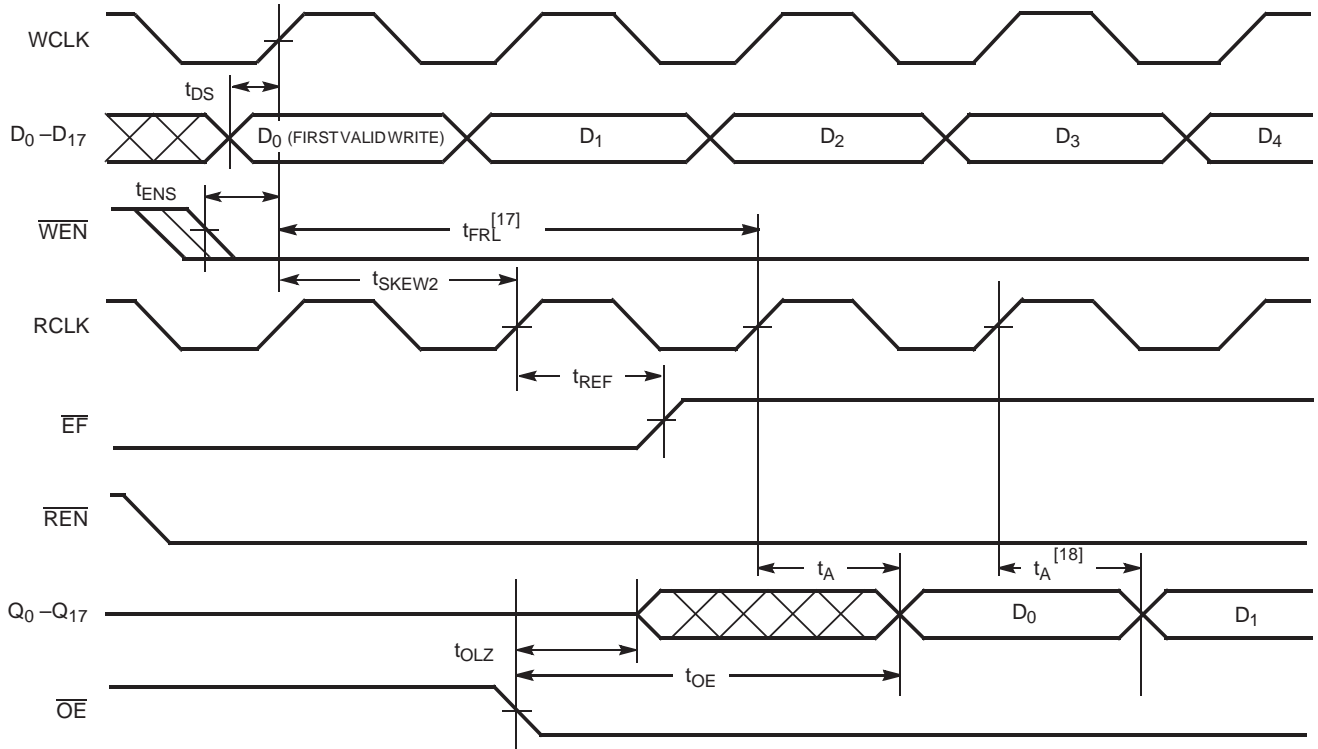 WCLK
tDS
D0 –D17
D0 (FIRST VALID WRITE)
D1
D2
D3
D4
tENS
WEN
tFRL[17]
tSKEW2
RCLK
tREF
EF
REN
tA
tA[18]
Q0 –Q17
D0
D1
tOLZ
tOE
OE